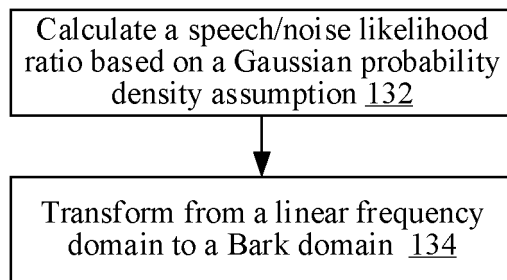 Calculate a speech/noise likelihood
ratio based on a Gaussian probability
density assumption 132
Transform from a linear frequency
domain to a Bark domain 134